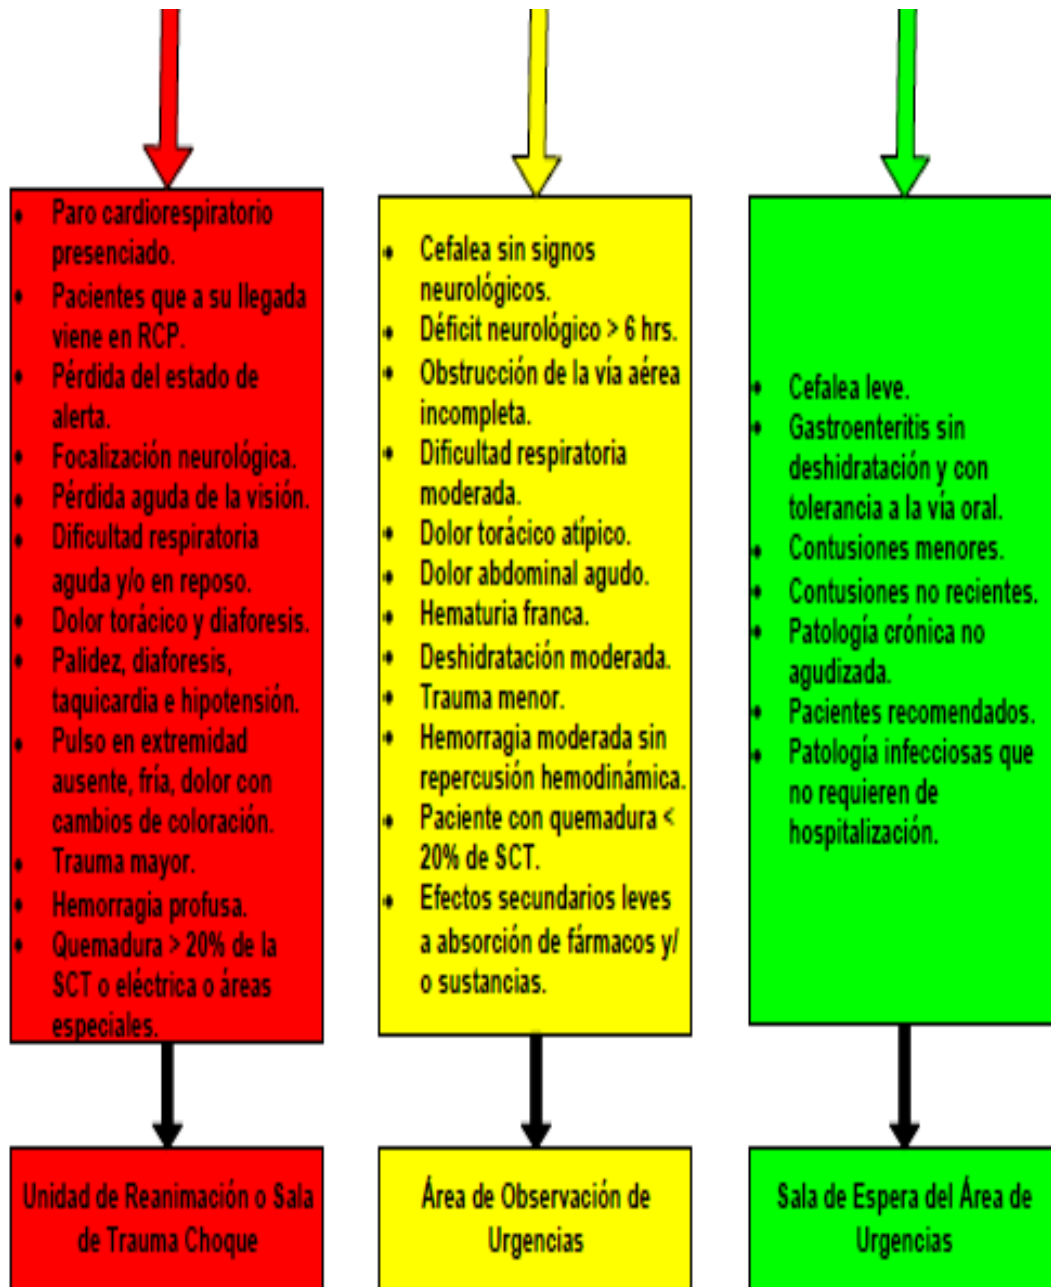 Paro cardiorespiratorio
presenciado.
Pacientes que a su llegada
viene en RCP.
Pérdida del estado de
alerta.
Focalización neurológica.
Pérdida aguda de la visión.
Dificultad respiratoria
aguda y/o en reposo.
Dolor torácico y diaforesis.
Palidez, diaforesis,
taquicardia e hipotensión.
Pulso en extremidad
ausente, fría, dolor con
cambios de coloración.
Trauma mayor.
Hemorragia profusa.
Quemadura > 20% de la
SCT o eléctrica o áreas
especiales.
Unidad de Reanimación o Sala
de Trauma Choque
Cefalea sin signos
neurológicos.
Déficit neurológico > 6 hrs.
Obstrucción de la vía aérea
incompleta.
Dificultad respiratoria
moderada.
Dolor torácico atípico.
Dolor abdominal agudo.
Hematuria franca.
Deshidratación moderada.
Trauma menor.
Hemorragia moderada sin
repercusión hemodinámica.
Paciente con quemadura <
20% de SCT.
Efectos secundarios leves
a absorción de fármacos y/
o sustancias.
Área de Observación de
Urgencias
Cefalea leve.
Gastroenteritis sin
deshidratación y con
tolerancia a la vía oral.
Contusiones menores.
Contusiones no recientes.
Patología crónica no
agudizada.
Pacientes recomendados.
Patología infecciosas que
no requieren de
hospitalización.
Sala de Espera del Área de
Urgencias